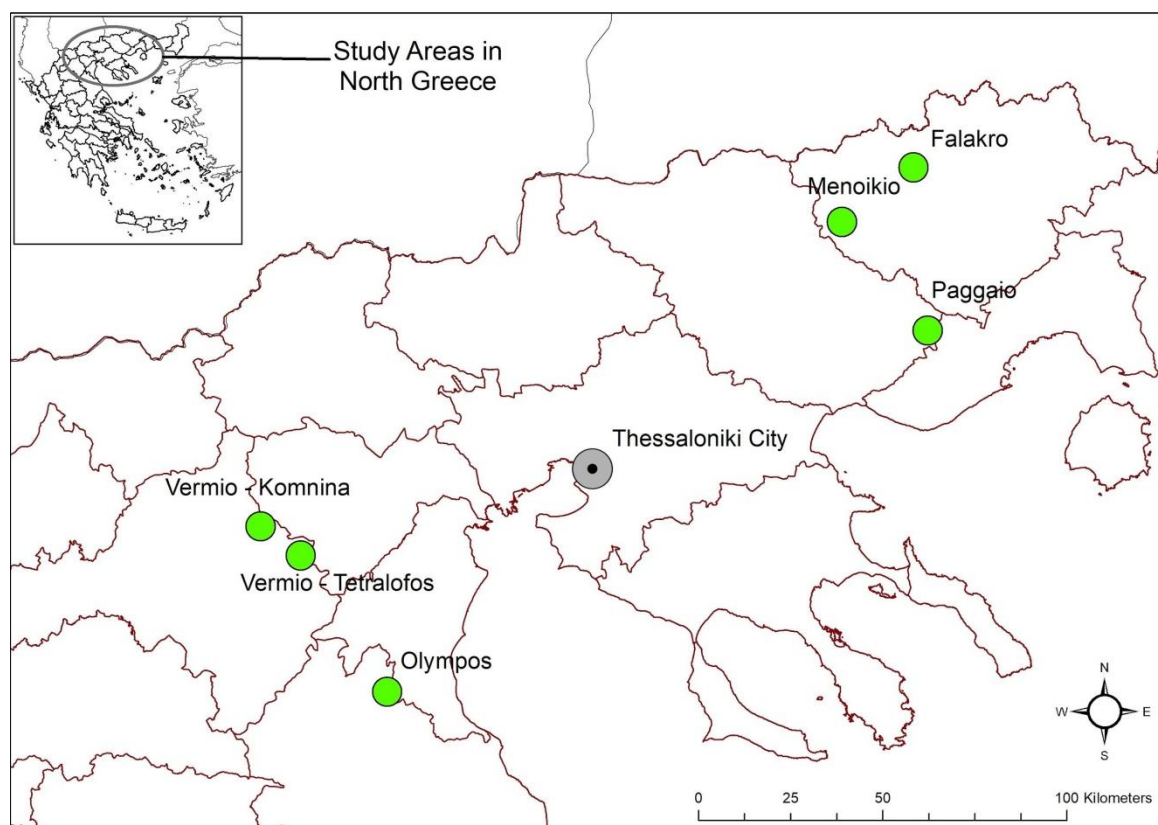 Study Areas in
North Greece
Falakro
Menoikio
Paggaio
Thessaloniki City
Vermio - Komnina
Vermio - Tetralofos
Olympos
N
W E
S
0 25 50 100 Kilometers